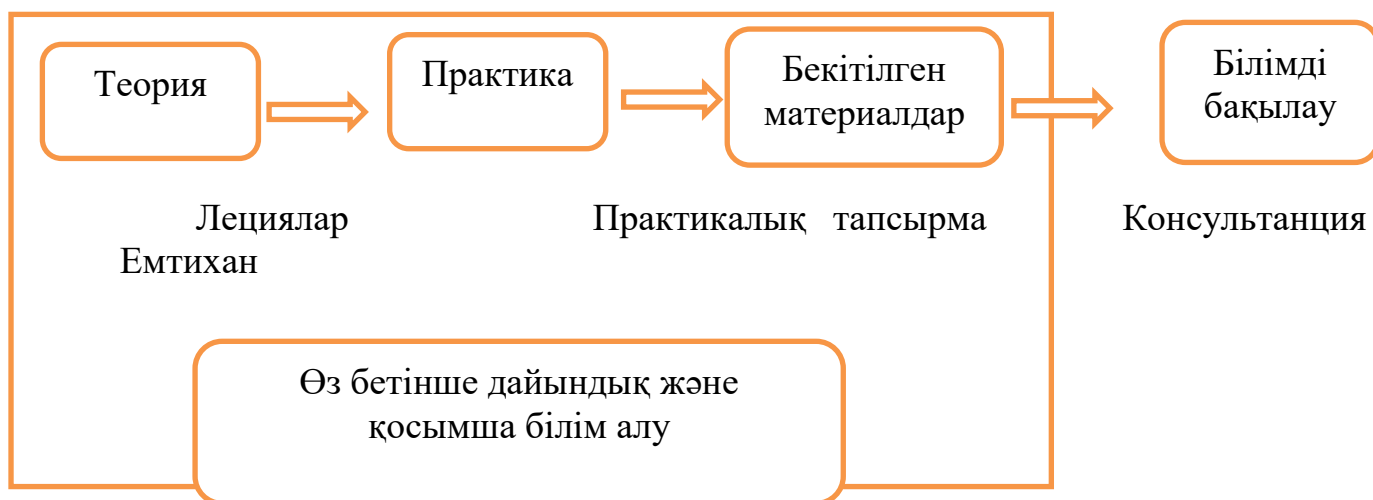 Теория
Практика
Бекітілген
материалдар
Білімді
бақылау
Лециялар Практикалық тапсырма Консультанция
Емтихан
Өз бетінше дайындық және
қосымша білім алу